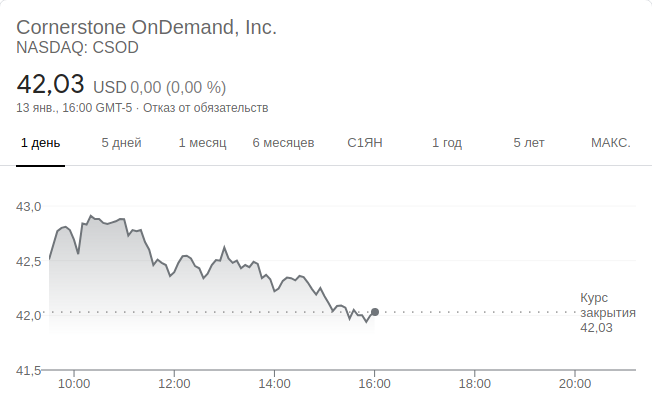 Cornerstone OnDemand, Inc.
NASDAQ: CSOD
42,03 USD 0,00 (0,00 %)
13 янв., 16:00 GMT-5 · Отказ от обязательств
1 день 5 дней 1 месяц 6 месяцев С1ЯН 1 год 5 лет МАКС.
43,0
42,5
42,0
41,5
Курс
закрытия
42,03
10:00 12:00 14:00 16:00 18:00 20:00